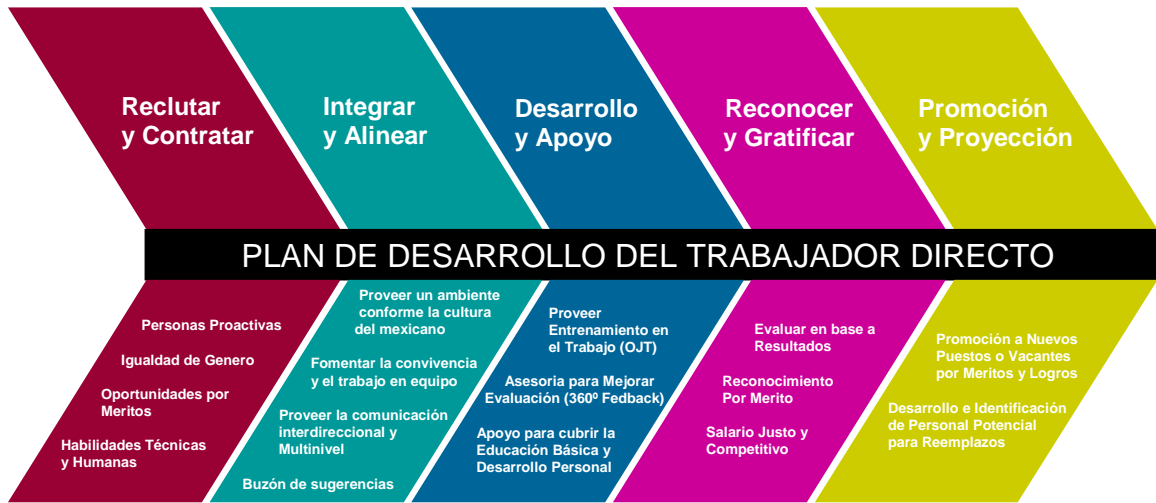 Reclutar
y Contratar
Integrar
y Alinear
Desarrollo
y Apoyo
Reconocer
y Gratificar
Promoción
y Proyección
PLAN DE DESARROLLO DEL TRABAJADOR DIRECTO
Personas Proactivas
Igualdad de Genero
Oportunidades por
Meritos
Habilidades Técnicas
y Humanas
Proveer un ambiente
conforme la cultura
del mexicano
Fomentar la convivencia
y el trabajo en equipo
Proveer la comunicación
interdireccional y
Multinivel
Buzón de sugerencias
Proveer
Entrenamiento en
el Trabajo (OJT)
Asesoria para Mejorar
Evaluación (360º Fedback)
Apoyo para cubrir la
Educación Básica y
Desarrollo Personal
Evaluar en base a
Resultados
Reconocimiento
Por Merito
Salario Justo y
Competitivo
Promoción a Nuevos
Puestos o Vacantes
por Meritos y Logros
Desarrollo e Identificación
de Personal Potencial
para Reemplazos